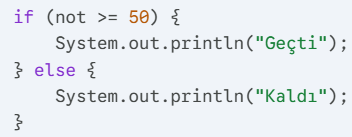 if (not >= 50) {
    System.out.println("Geçti");
} else {
    System.out.println("Kaldı");
}